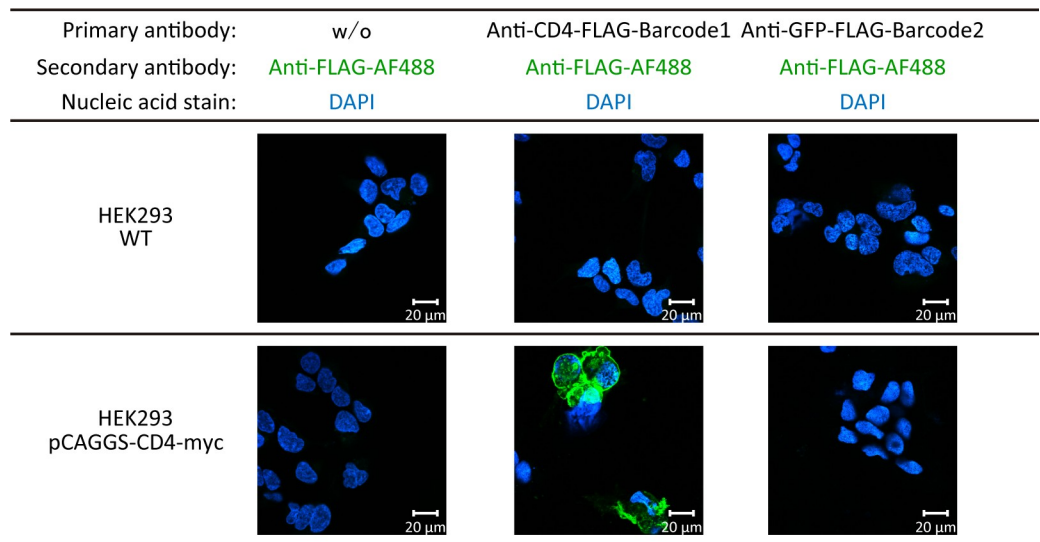 Primary antibody: w/o Anti-CD4-FLAG-Barcode1 Anti-GFP-FLAG-Barcode2
Secondary antibody: Anti-FLAG-AF488 Anti-FLAG-AF488 Anti-FLAG-AF488
Nucleic acid stain: DAPI DAPI DAPI
HEK293
WT
20 μm 20 μm 20 μm
HEK293
pCAGGS-CD4-myc
20 μm 20 μm 20 μm